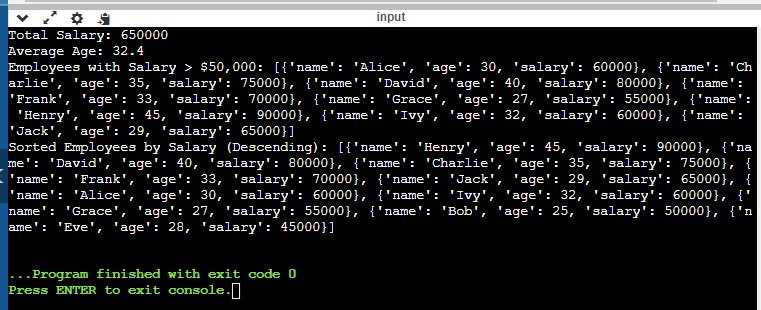 input
Total Salary: 650000
Average Age: 32.4
Employees with Salary > $50,000: [{'name': 'Alice', 'age': 30, 'salary': 60000}, {'name': 'Ch
arlie', 'age': 35, 'salary': 75000}, {'name': 'David', 'age': 40, 'salary': 80000}, {'name':
'Frank', 'age': 33, 'salary': 70000}, {'name': 'Grace', 'age': 27, 'salary': 55000}, {'name':
 'Henry', 'age': 45, 'salary': 90000}, {'name': 'Ivy', 'age': 32, 'salary': 60000}, {'name':
'Jack', 'age': 29, 'salary': 65000}]
Sorted Employees by Salary (Descending): [{'name': 'Henry', 'age': 45, 'salary': 90000}, {'na
me': 'David', 'age': 40, 'salary': 80000}, {'name': 'Charlie', 'age': 35, 'salary': 75000}, {
'name': 'Frank', 'age': 33, 'salary': 70000}, {'name': 'Jack', 'age': 29, 'salary': 65000}, {
'name': 'Alice', 'age': 30, 'salary': 60000}, {'name': 'Ivy', 'age': 32, 'salary': 60000}, {'
name': 'Grace', 'age': 27, 'salary': 55000}, {'name': 'Bob', 'age': 25, 'salary': 50000}, {'n
ame': 'Eve', 'age': 28, 'salary': 45000}]
...Program finished with exit code 0
Press ENTER to exit console.